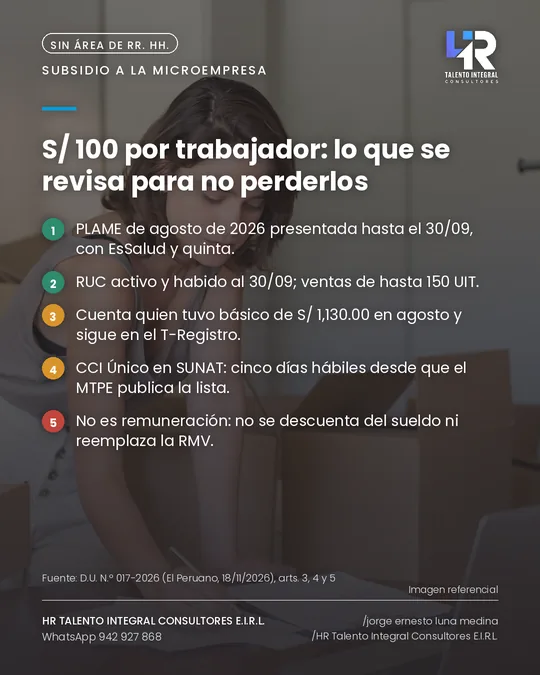 SIN ÁREA DE RR. HH.
SUBSIDIO A LA MICROEMPRESA
HR
TALENTO INTEGRAL
CONSULTORES
S/ 100 por trabajador: lo que se
revisa para no perderlos
1 PLAME de agosto de 2026 presentada hasta el 30/09,
con EsSalud y quinta.
2 RUC activo y habido al 30/09; ventas de hasta 150 UIT.
3 Cuenta quien tuvo básico de S/ 1,130.00 en agosto y
sigue en el T-Registro.
4 CCI Único en SUNAT: cinco días hábiles desde que el
MTPE publica la lista.
5 No es remuneración: no se descuenta del sueldo ni
reemplaza la RMV.
Fuente: D.U. N.º 017-2026 (El Peruano, 18/11/2026), arts. 3, 4 y 5
Imagen referencial
HR TALENTO INTEGRAL CONSULTORES E.I.R.L.
/jorge ernesto luna medina
WhatsApp 942 927 868
/HR Talento Integral Consultores E.I.R.L.